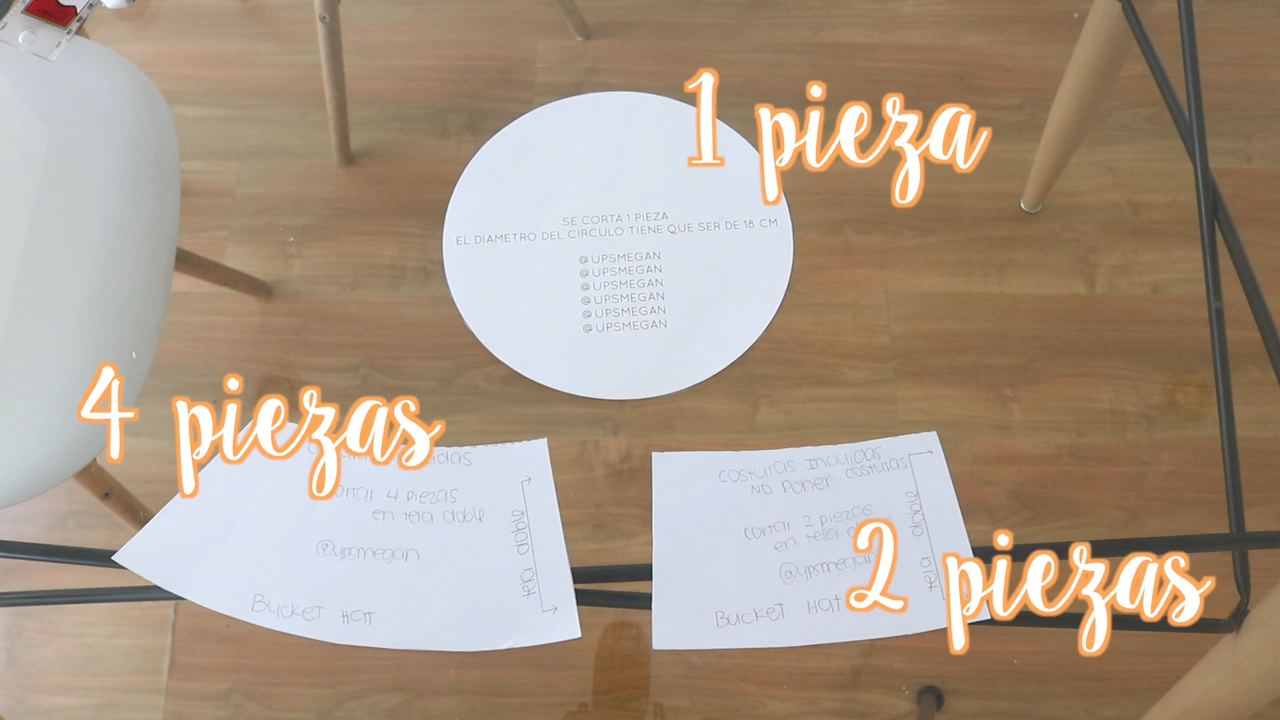 1 pieza
SE CORTA 1 PIEZA
EL DIAMETRO DEL CIRCULO TIENE QUE SER DE 18 CM
@UPSMEGAN
@UPSMEGAN
@UPSMEGAN
@UPSMEGAN
@UPSMEGAN
@UPSMEGAN
4 piezas
cortar 4 piezas
en tela doble
@upsmegan
Bucket Hat
tela doble
costuras incluidas
NO PONER costuras
cortar 2 piezas
en tela
@upsmegan
Bucket Hat
tela doble
2 piezas